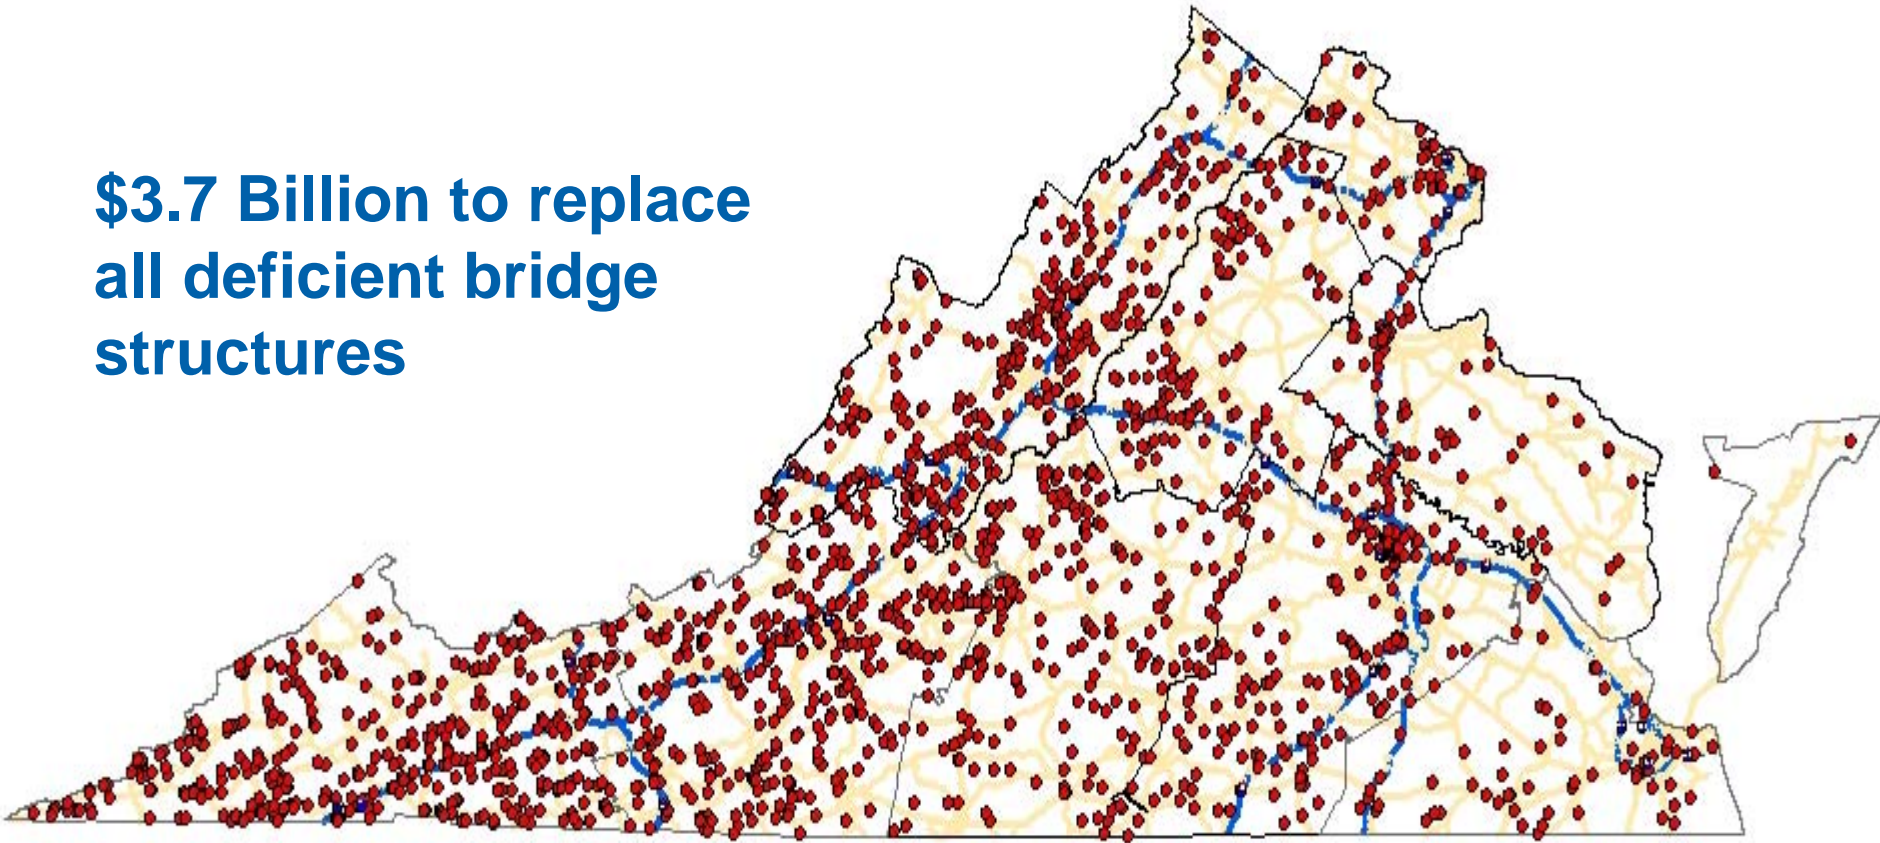 $3.7 Billion to replace
all deficient bridge
structures